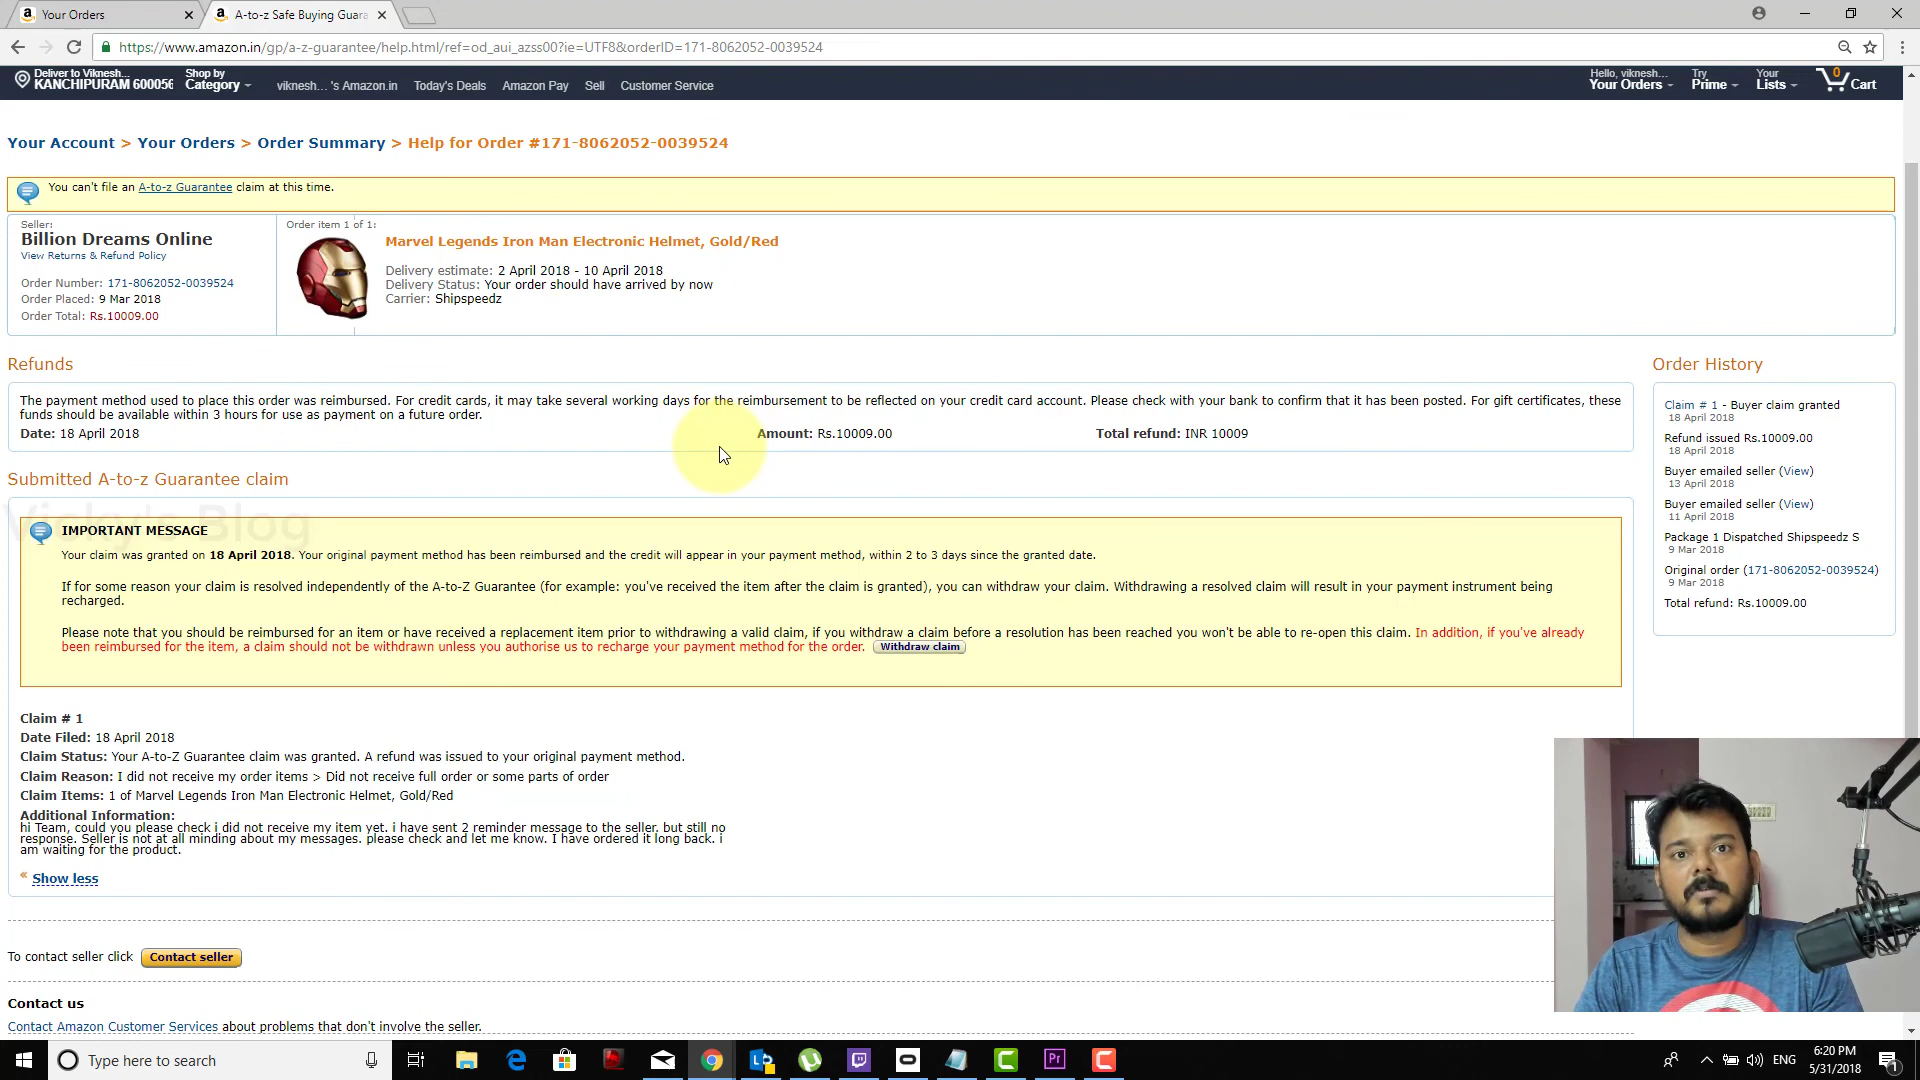 Your Orders
A-to-z Safe Buying Guara
https://www.amazon.in/gp/a-z-guarantee/help.html/ref=od_aui_azss00?ie=UTF8&orderID=171-8062052-0039524
Deliver to Viknesh...
KANCHIPURAM 600056
Shop by
Category
viknesh... 's Amazon.in
Today's Deals
Amazon Pay
Sell
Customer Service
Hello, viknesh...
Your Orders
Try
Prime
Your
Lists
0
Cart
Your Account > Your Orders > Order Summary > Help for Order #171-8062052-0039524
You can't file an A-to-z Guarantee claim at this time.
Seller:
Billion Dreams Online
View Returns & Refund Policy
Order Number: 171-8062052-0039524
Order Placed: 9 Mar 2018
Order Total: Rs.10009.00
Order item 1 of 1:
Marvel Legends Iron Man Electronic Helmet, Gold/Red
Delivery estimate: 2 April 2018 - 10 April 2018
Delivery Status: Your order should have arrived by now
Carrier: Shipspeedz
Refunds
The payment method used to place this order was reimbursed. For credit cards, it may take several working days for the reimbursement to be reflected on your credit card account. Please check with your bank to confirm that it has been posted. For gift certificates, these
funds should be available within 3 hours for use as payment on a future order.
Date: 18 April 2018
Amount: Rs.10009.00
Total refund: INR 10009
Submitted A-to-z Guarantee claim
Vicky's Blog
IMPORTANT MESSAGE
Your claim was granted on 18 April 2018. Your original payment method has been reimbursed and the credit will appear in your payment method, within 2 to 3 days since the granted date.
If for some reason your claim is resolved independently of the A-to-Z Guarantee (for example: you've received the item after the claim is granted), you can withdraw your claim. Withdrawing a resolved claim will result in your payment instrument being
recharged.
Please note that you should be reimbursed for an item or have received a replacement item prior to withdrawing a valid claim, if you withdraw a claim before a resolution has been reached you won't be able to re-open this claim. In addition, if you've already
been reimbursed for the item, a claim should not be withdrawn unless you authorise us to recharge your payment method for the order. Withdraw claim
Claim # 1
Date Filed: 18 April 2018
Claim Status: Your A-to-Z Guarantee claim was granted. A refund was issued to your original payment method.
Claim Reason: I did not receive my order items > Did not receive full order or some parts of order
Claim Items: 1 of Marvel Legends Iron Man Electronic Helmet, Gold/Red
Additional Information:
hi Team, could you please check i did not receive my item yet. i have sent 2 reminder message to the seller. but still no
response. Seller is not at all minding about my messages. please check and let me know. I have ordered it long back. i
am waiting for the product.
« Show less
To contact seller click Contact seller
Contact us
Contact Amazon Customer Services about problems that don't involve the seller.
Order History
Claim # 1 - Buyer claim granted
18 April 2018
Refund issued Rs.10009.00
18 April 2018
Buyer emailed seller (View)
13 April 2018
Buyer emailed seller (View)
11 April 2018
Package 1 Dispatched Shipspeedz S
9 Mar 2018
Original order (171-8062052-0039524)
9 Mar 2018
Total refund: Rs.10009.00
Type here to search
ENG
6:20 PM
5/31/2018
1